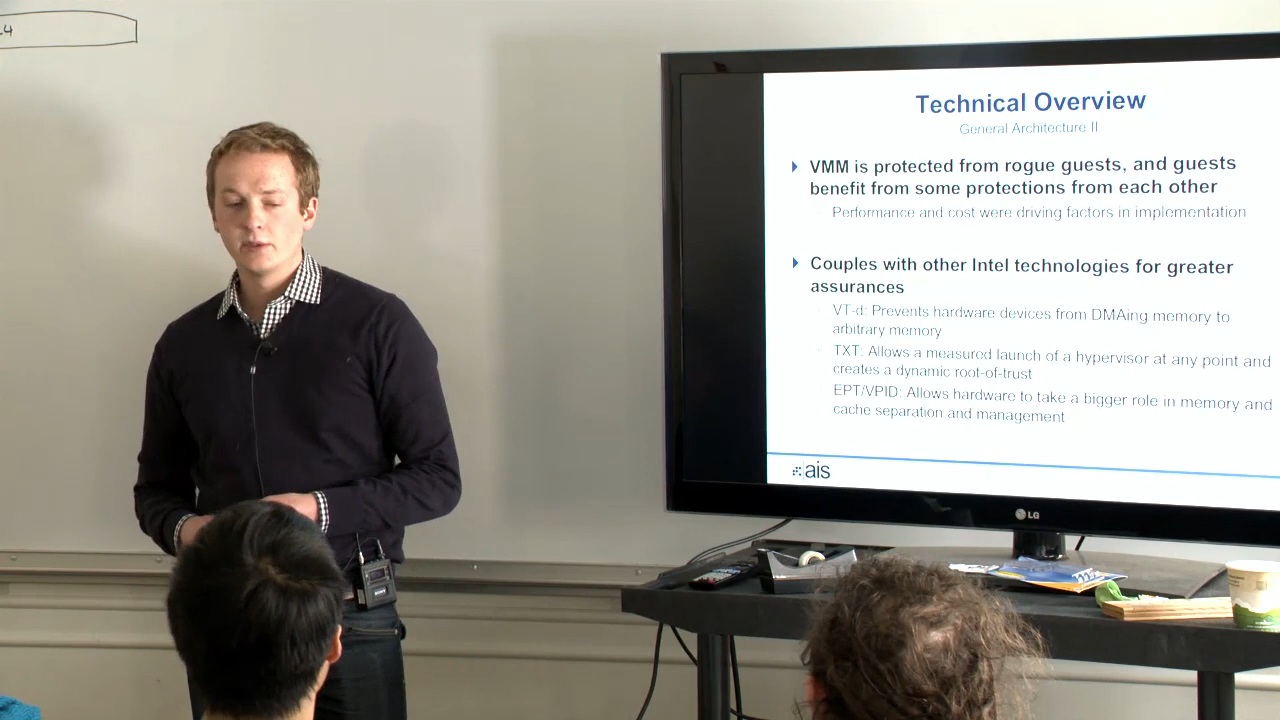 L4
Technical Overview
General Architecture II
VMM is protected from rogue guests, and guests
benefit from some protections from each other
Performance and cost were driving factors in implementation
Couples with other Intel technologies for greater
assurances
VT-d: Prevents hardware devices from DMAing memory to
arbitrary memory
TXT: Allows a measured launch of a hypervisor at any point and
creates a dynamic root-of-trust
EPT/VPID: Allows hardware to take a bigger role in memory and
cache separation and management
ais
LG